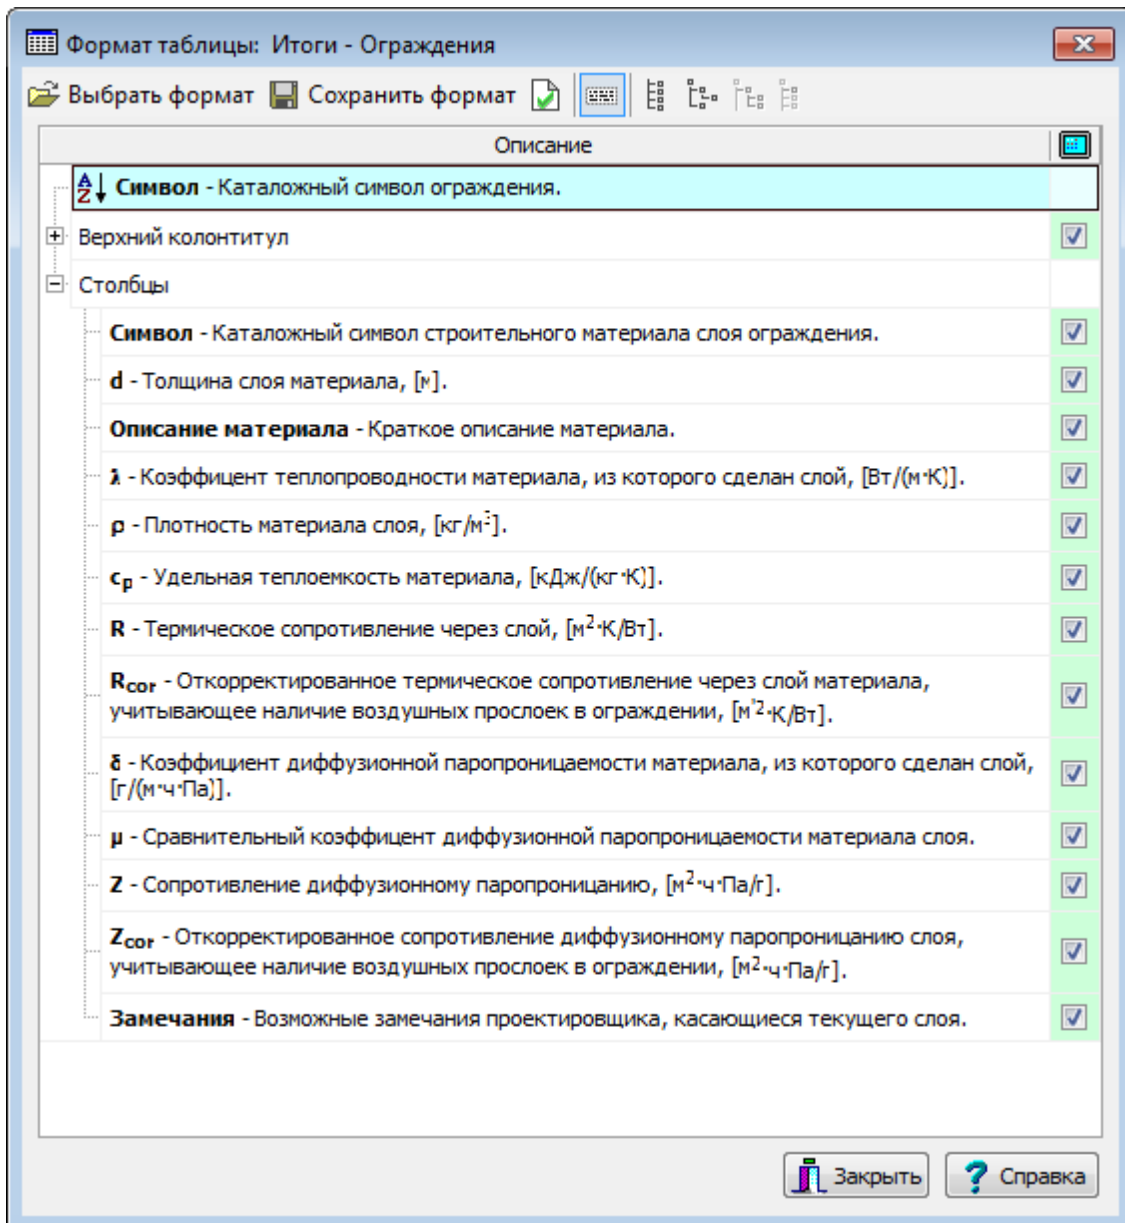 Формат таблицы: Итоги - Ограждения
Выбрать формат Сохранить формат
Описание
Символ - Каталожный символ ограждения.
Верхний колонтитул
Столбцы
Символ - Каталожный символ строительного материала слоя ограждения.
d - Толщина слоя материала, [м].
Описание материала - Краткое описание материала.
λ - Коэффицент теплопроводности материала, из которого сделан слой, [Вт/(м·К)].
ρ - Плотность материала слоя, [кг/м³].
cp - Удельная теплоемкость материала, [кДж/(кг·К)].
R - Термическое сопротивление через слой, [м²·К/Вт].
Rcor - Откорректированное термическое сопротивление через слой материала,
учитывающее наличие воздушных прослоек в ограждении, [м²·К/Вт].
δ - Коэффициент диффузионной паропроницаемости материала, из которого сделан слой,
[г/(м·ч·Па)].
μ - Сравнительный коэффицент диффузионной паропроницаемости материала слоя.
Z - Сопротивление диффузионному паропроницанию, [м²·ч·Па/г].
Zcor - Откорректированное сопротивление диффузионному паропроницанию слоя,
учитывающее наличие воздушных прослоек в ограждении, [м²·ч·Па/г].
Замечания - Возможные замечания проектировщика, касающиеся текущего слоя.
Закрыть Справка